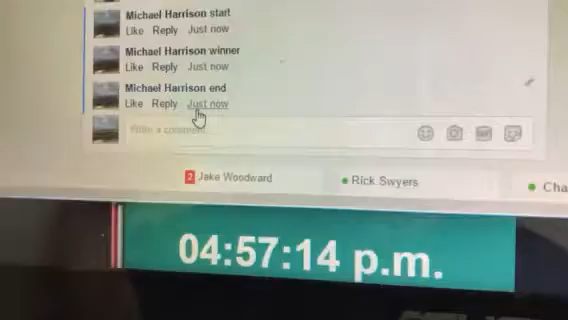 Michael Harrison start
Like Reply Just now
Michael Harrison winner
Like Reply Just now
Michael Harrison end
Like Reply Just now
Write a comment...
2 Jake Woodward
Rick Swyers
Cha
04:57:14 p.m.